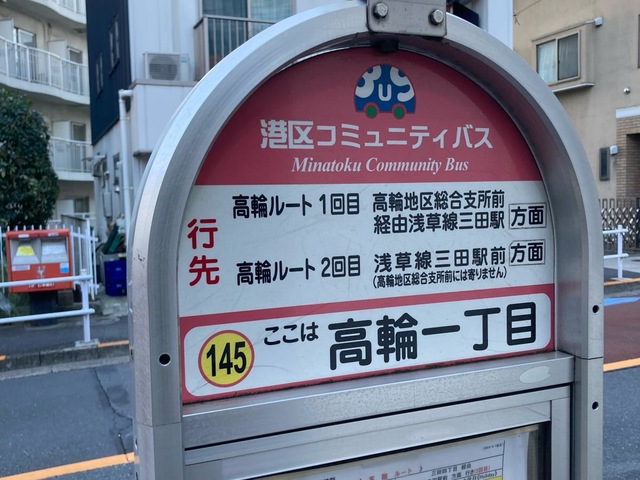 BUS
港区コミュニティバス
Minatoku Community Bus
行先
高輪ルート1回目 高輪地区総合支所前
経由浅草線三田駅 方面
高輪ルート2回目 浅草線三田駅前 方面
(高輪地区総合支所前には寄りません)
145 ここは 高輪一丁目